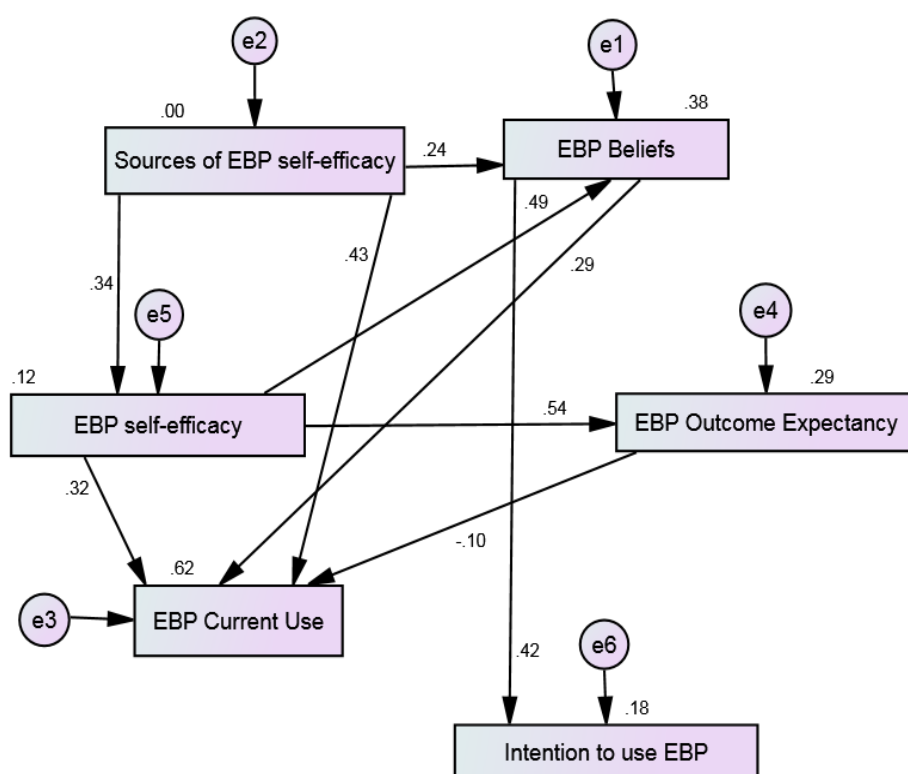 e2
e1
.00
.38
Sources of EBP self-efficacy
.24
EBP Beliefs
.49
.43
.29
.34
e5
e4
.12
.29
EBP self-efficacy
.54
EBP Outcome Expectancy
.32
-.10
.62
e3
EBP Current Use
.42
e6
.18
Intention to use EBP